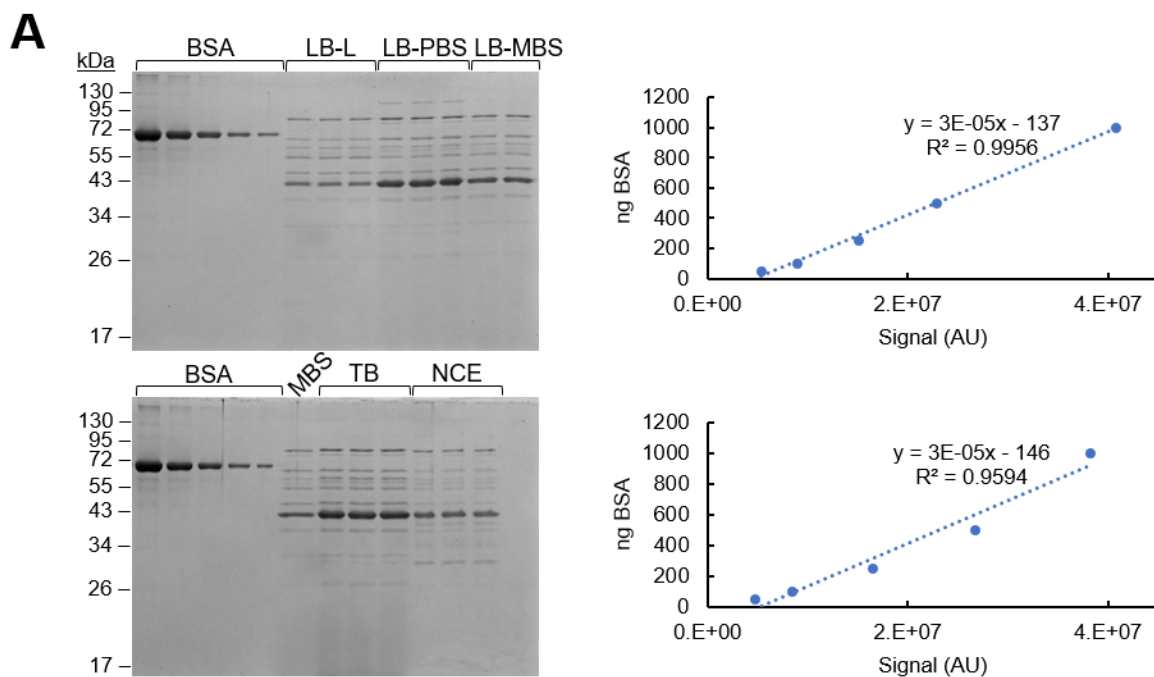 A
kDa
BSA LB-L LB-PBS LB-MBS
130
95
72
55
43
34
26
17
1200
1000
800
600
400
200
0
ng BSA
y = 3E-05x - 137
R² = 0.9956
0.E+00 2.E+07 4.E+07
Signal (AU)
BSA MBS TB NCE
130
95
72
55
43
34
26
17
1200
1000
800
600
400
200
0
ng BSA
y = 3E-05x - 146
R² = 0.9594
0.E+00 2.E+07 4.E+07
Signal (AU)